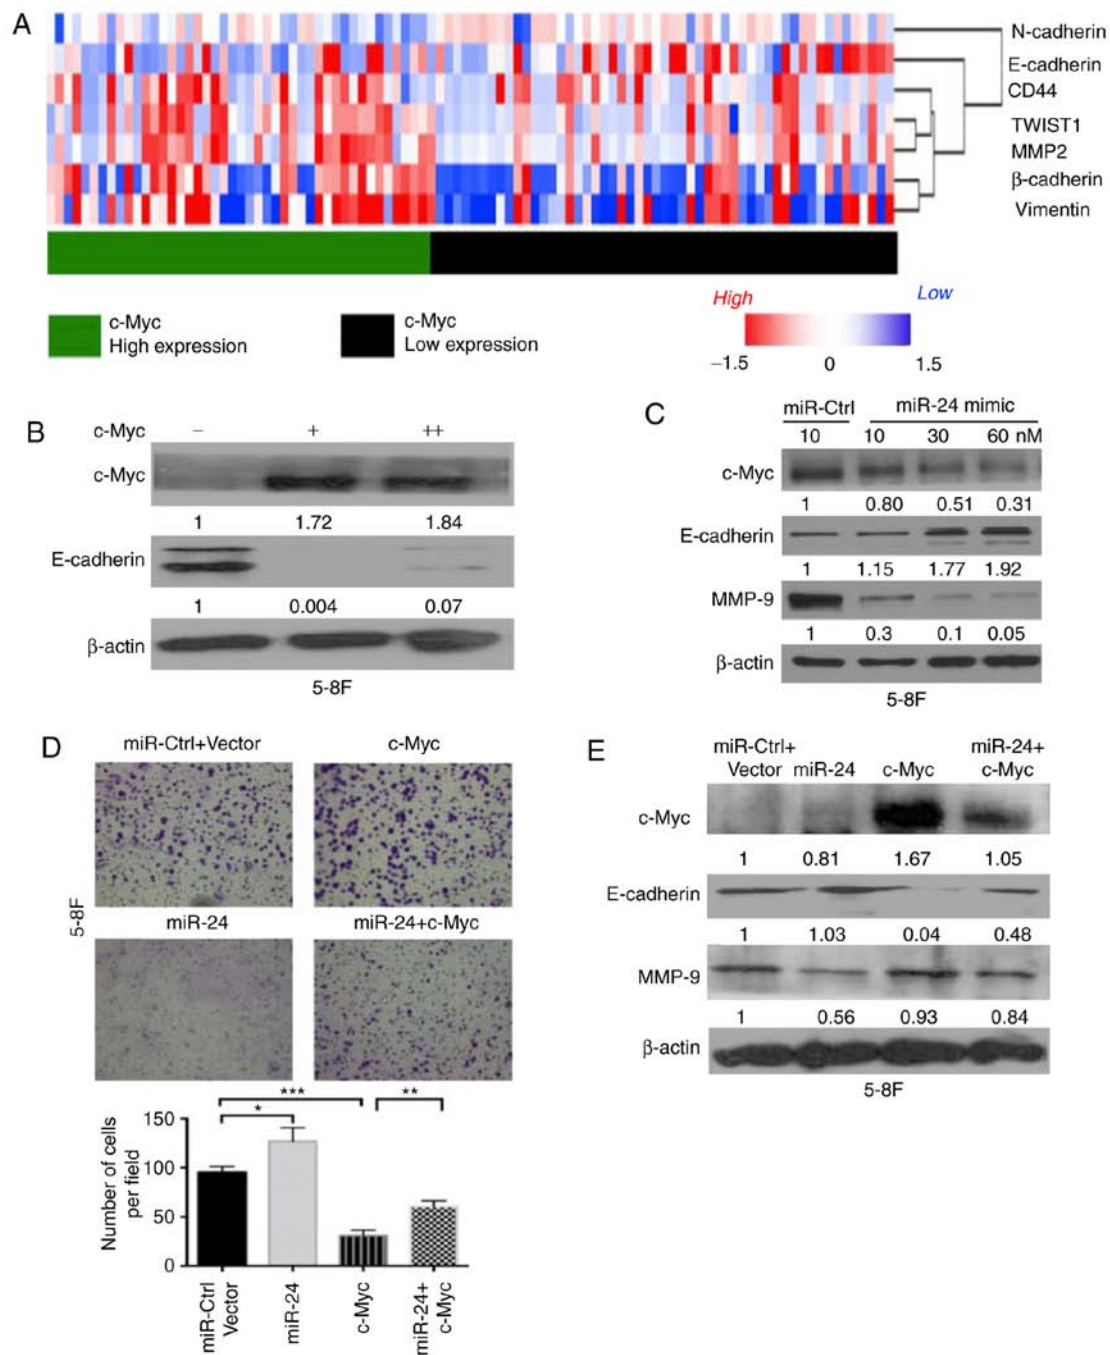 A
N-cadherin
E-cadherin
CD44
TWIST1
MMP2
β-cadherin
Vimentin
c-Myc
High expression
c-Myc
Low expression
High Low
−1.5 0 1.5
B
c-Myc − + ++
c-Myc
1 1.72 1.84
E-cadherin
1 0.004 0.07
β-actin
5-8F
C
miR-Ctrl miR-24 mimic
10 10 30 60 nM
c-Myc
1 0.80 0.51 0.31
E-cadherin
1 1.15 1.77 1.92
MMP-9
1 0.3 0.1 0.05
β-actin
5-8F
D
miR-Ctrl+Vector c-Myc
5-8F
miR-24 miR-24+c-Myc
***
* **
Number of cells
per field
150
100
50
0
miR-Ctrl
Vector
miR-24
c-Myc
miR-24+
c-Myc
E
miR-Ctrl+ miR-24+
Vector miR-24 c-Myc c-Myc
c-Myc
1 0.81 1.67 1.05
E-cadherin
1 1.03 0.04 0.48
MMP-9
1 0.56 0.93 0.84
β-actin
5-8F